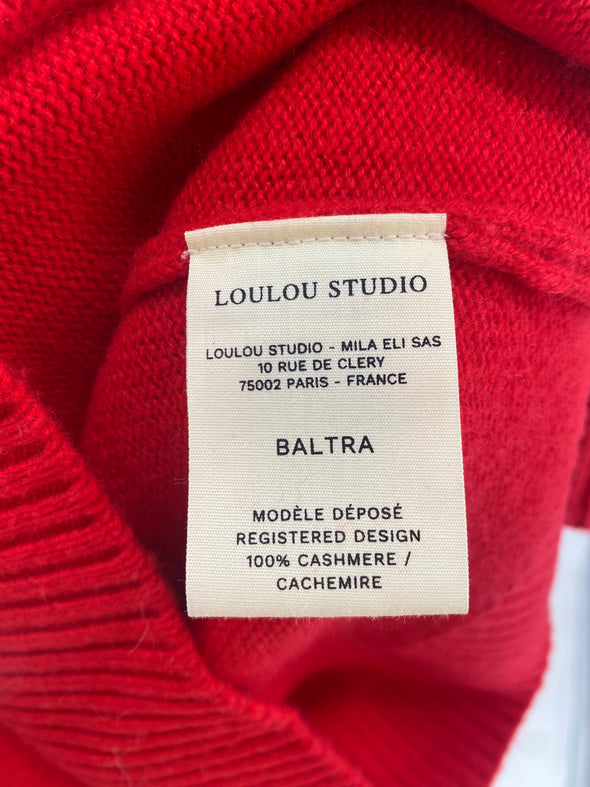 LOULOU STUDIO
LOULOU STUDIO - MILA ELI SAS
10 RUE DE CLERY
75002 PARIS - FRANCE
BALTRA
MODÈLE DÉPOSÉ
REGISTERED DESIGN
100% CASHMERE /
CACHEMIRE